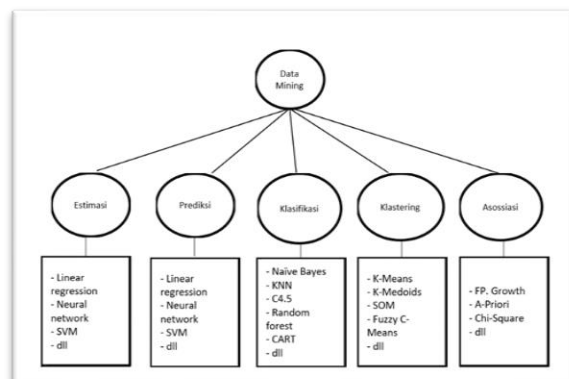 Data
Mining
Estimasi
Prediksi
Klasifikasi
Klastering
Asossiasi
- Linear
regression
- Neural
network
- SVM
- dll
- Linear
regression
- Neural
network
- SVM
- dll
- Naïve Bayes
- KNN
- C4.5
- Random
forest
- CART
- dll
- K-Means
- K-Medoids
- SOM
- Fuzzy C-
Means
- dll
- FP. Growth
- A-Priori
- Chi-Square
- dll